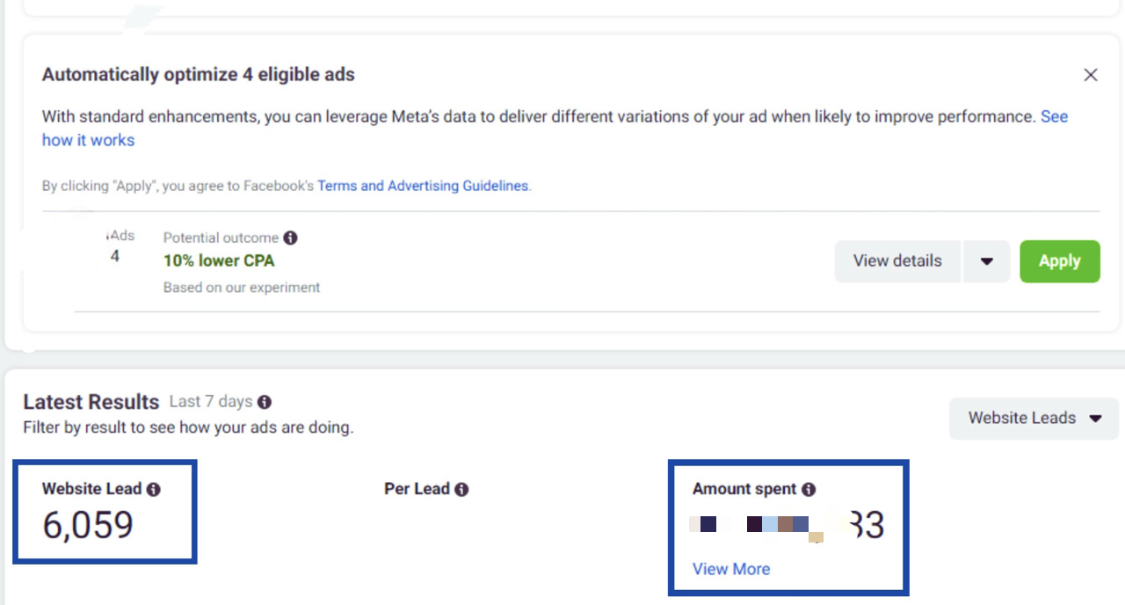 Automatically optimize 4 eligible ads
With standard enhancements, you can leverage Meta's data to deliver different variations of your ad when likely to improve performance. See
how it works
By clicking "Apply", you agree to Facebook's Terms and Advertising Guidelines.
Ads
4
Potential outcome
10% lower CPA
Based on our experiment
View details
Apply
Latest Results Last 7 days
Filter by result to see how your ads are doing.
Website Leads
Website Lead
6,059
Per Lead
Amount spent
33
View More